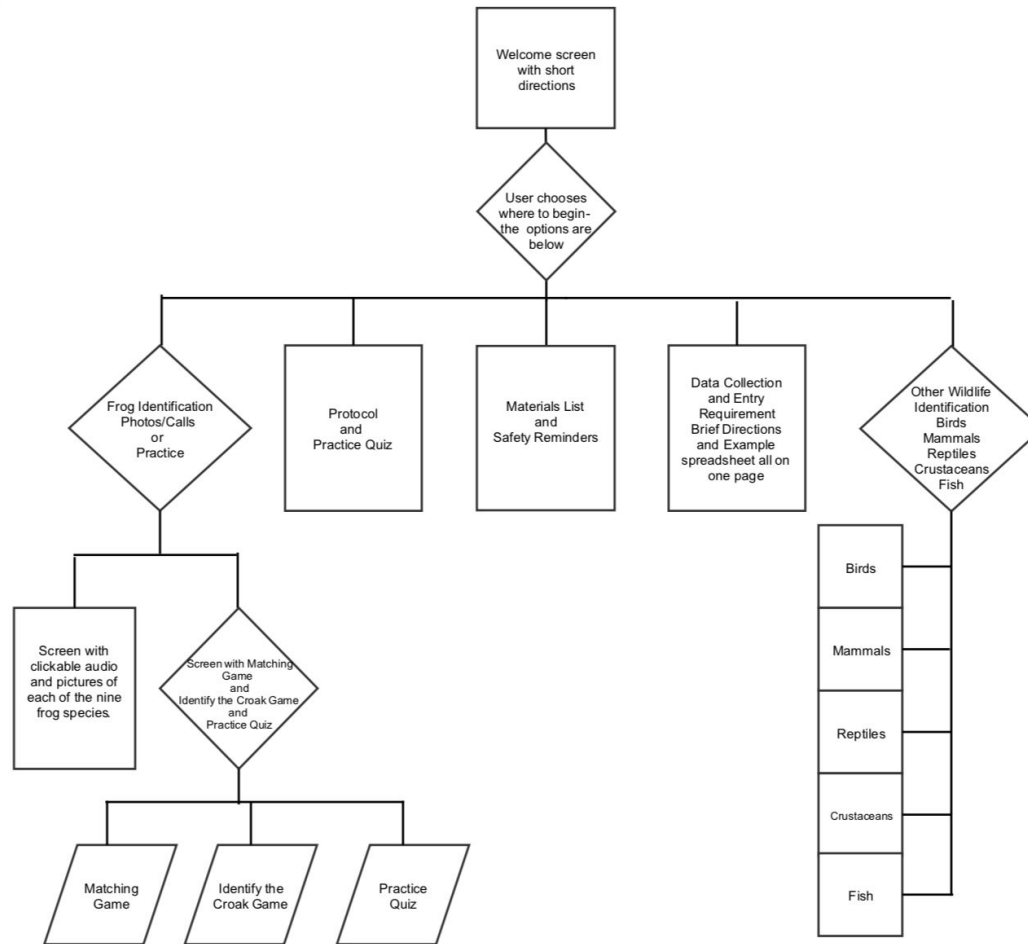 Welcome screen
with short
directions
User chooses
where to begin-
the options are
below
Frog Identification
Photos/Calls
or
Practice
Protocol
and
Practice Quiz
Materials List
and
Safety Reminders
Data Collection
and Entry
Requirement
Brief Directions
and Example
spreadsheet all on
one page
Other Wildlife
Identification
Birds
Mammals
Reptiles
Crustaceans
Fish
Screen with
clickable audio
and pictures of
each of the nine
frog species.
Screen with Matching
Game
and
Identify the Croak Game
and
Practice Quiz
Matching
Game
Identify the
Croak Game
Practice
Quiz
Birds
Mammals
Reptiles
Crustaceans
Fish